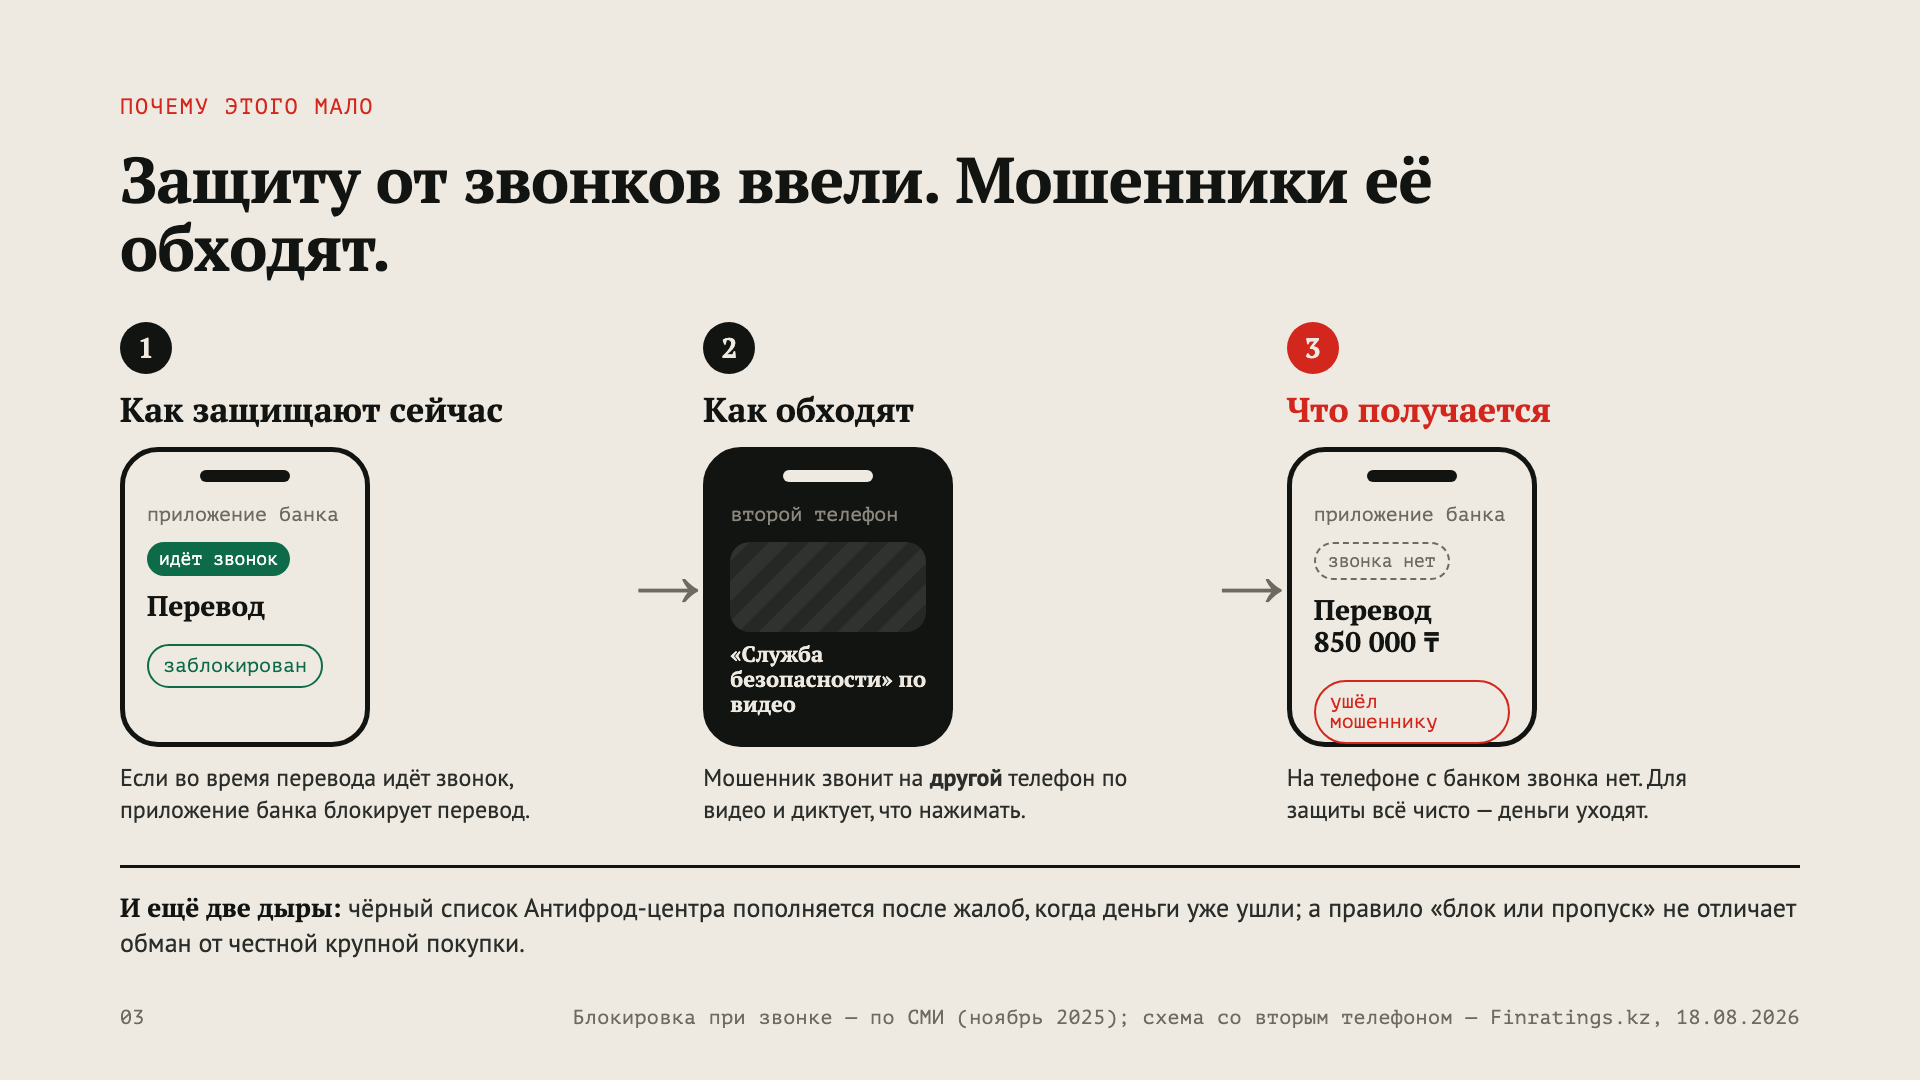 ПОЧЕМУ ЭТОГО МАЛО
Защиту от звонков ввели. Мошенники её
обходят.
1
Как защищают сейчас
приложение банка
идёт звонок
Перевод
заблокирован
Если во время перевода идёт звонок,
приложение банка блокирует перевод.
→
2
Как обходят
второй телефон
«Служба
безопасности» по
видео
Мошенник звонит на другой телефон по
видео и диктует, что нажимать.
→
3
Что получается
приложение банка
звонка нет
Перевод
850 000 ₸
ушёл
мошеннику
На телефоне с банком звонка нет. Для
защиты всё чисто — деньги уходят.
И ещё две дыры: чёрный список Антифрод-центра пополняется после жалоб, когда деньги уже ушли; а правило «блок или пропуск» не отличает
обман от честной крупной покупки.
03
Блокировка при звонке — по СМИ (ноябрь 2025); схема со вторым телефоном — Finratings.kz, 18.08.2026